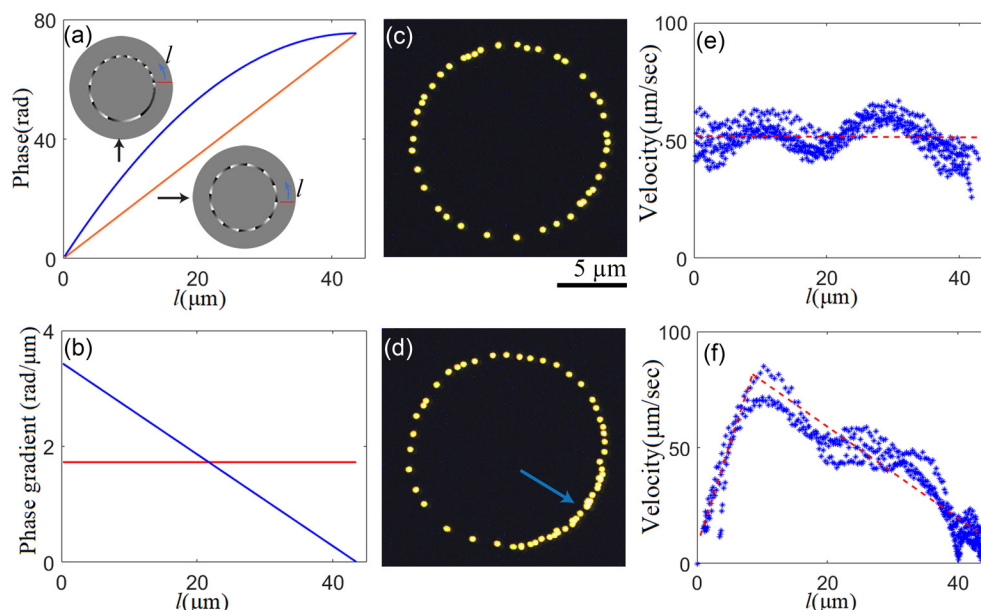 (a)
80
40
0
Phase(rad)
l
l
0 20 40
l(µm)
(c)
5 µm
(e)
100
50
0
Velocity(µm/sec)
0 20 40
l(µm)
(b)
4
2
0
Phase gradient (rad/µm)
0 20 40
l(µm)
(d)
(f)
100
50
0
Velocity(µm/sec)
0 20 40
l(µm)